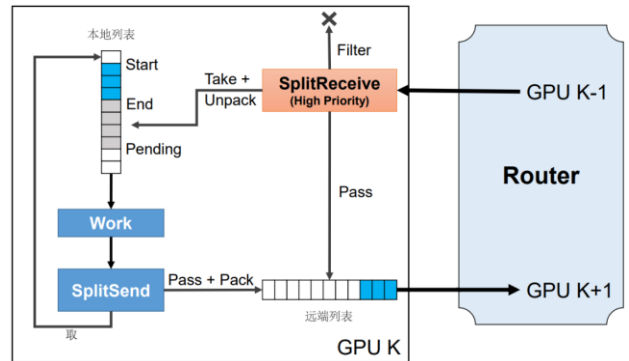 本地列表
Start
End
Pending
Filter
Take +
Unpack
SplitReceive
(High Priority)
GPU K-1
Pass
Router
Work
SplitSend
Pass + Pack
GPU K+1
取
远端列表
GPU K